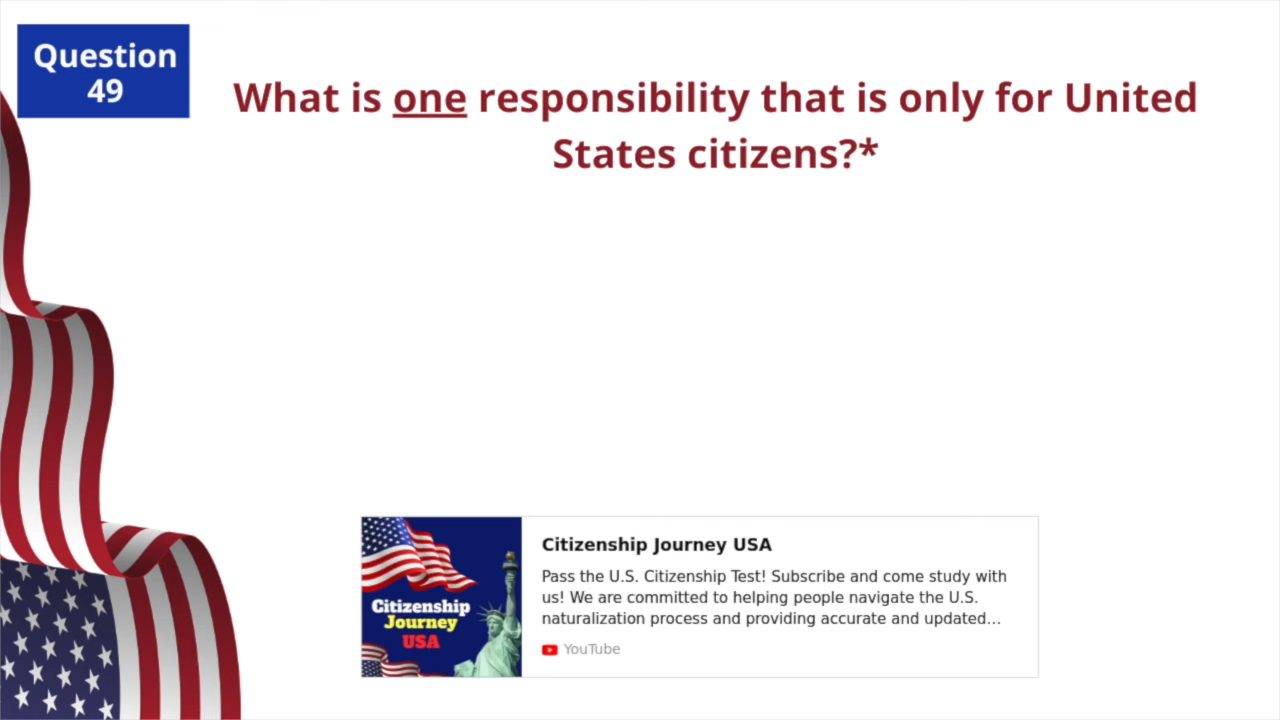 Question
49
What is one responsibility that is only for United
States citizens?*
Citizenship
Journey
USA
Citizenship Journey USA
Pass the U.S. Citizenship Test! Subscribe and come study with
us! We are committed to helping people navigate the U.S.
naturalization process and providing accurate and updated...
YouTube